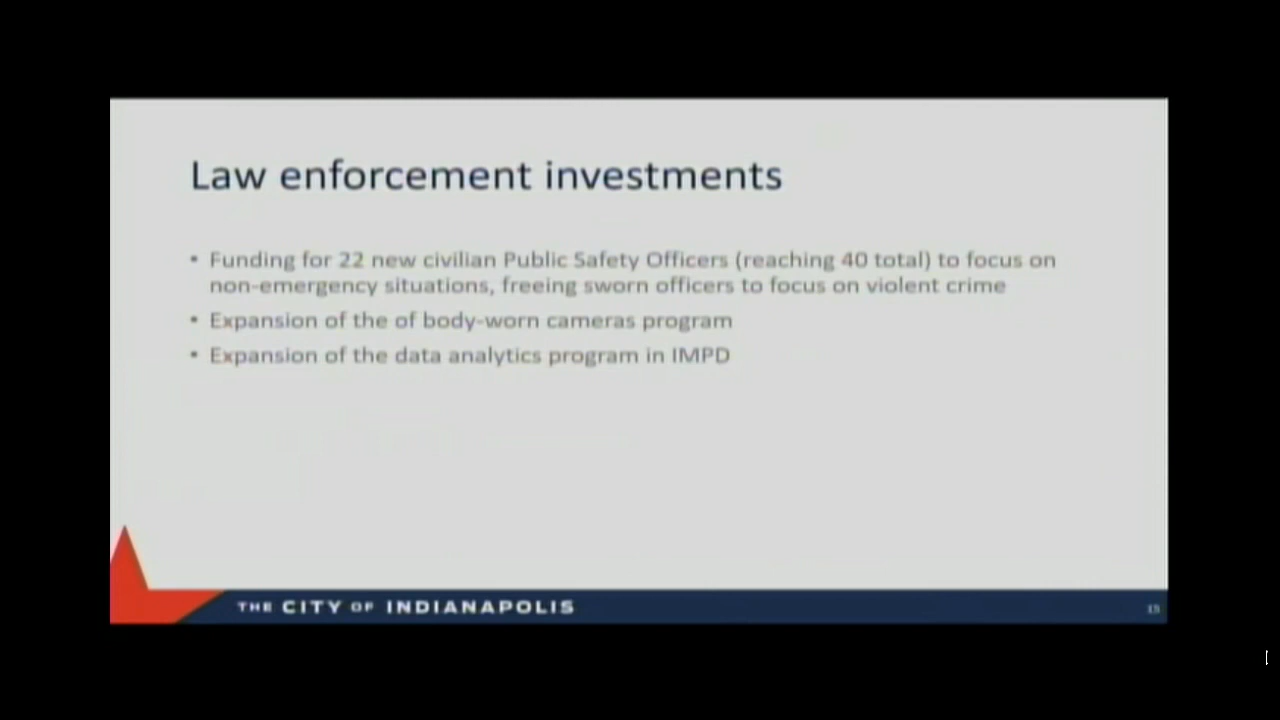 Law enforcement investments
• Funding for 22 new civilian Public Safety Officers (reaching 40 total) to focus on
non-emergency situations, freeing sworn officers to focus on violent crime
• Expansion of the of body-worn cameras program
• Expansion of the data analytics program in IMPD
THE CITY OF INDIANAPOLIS